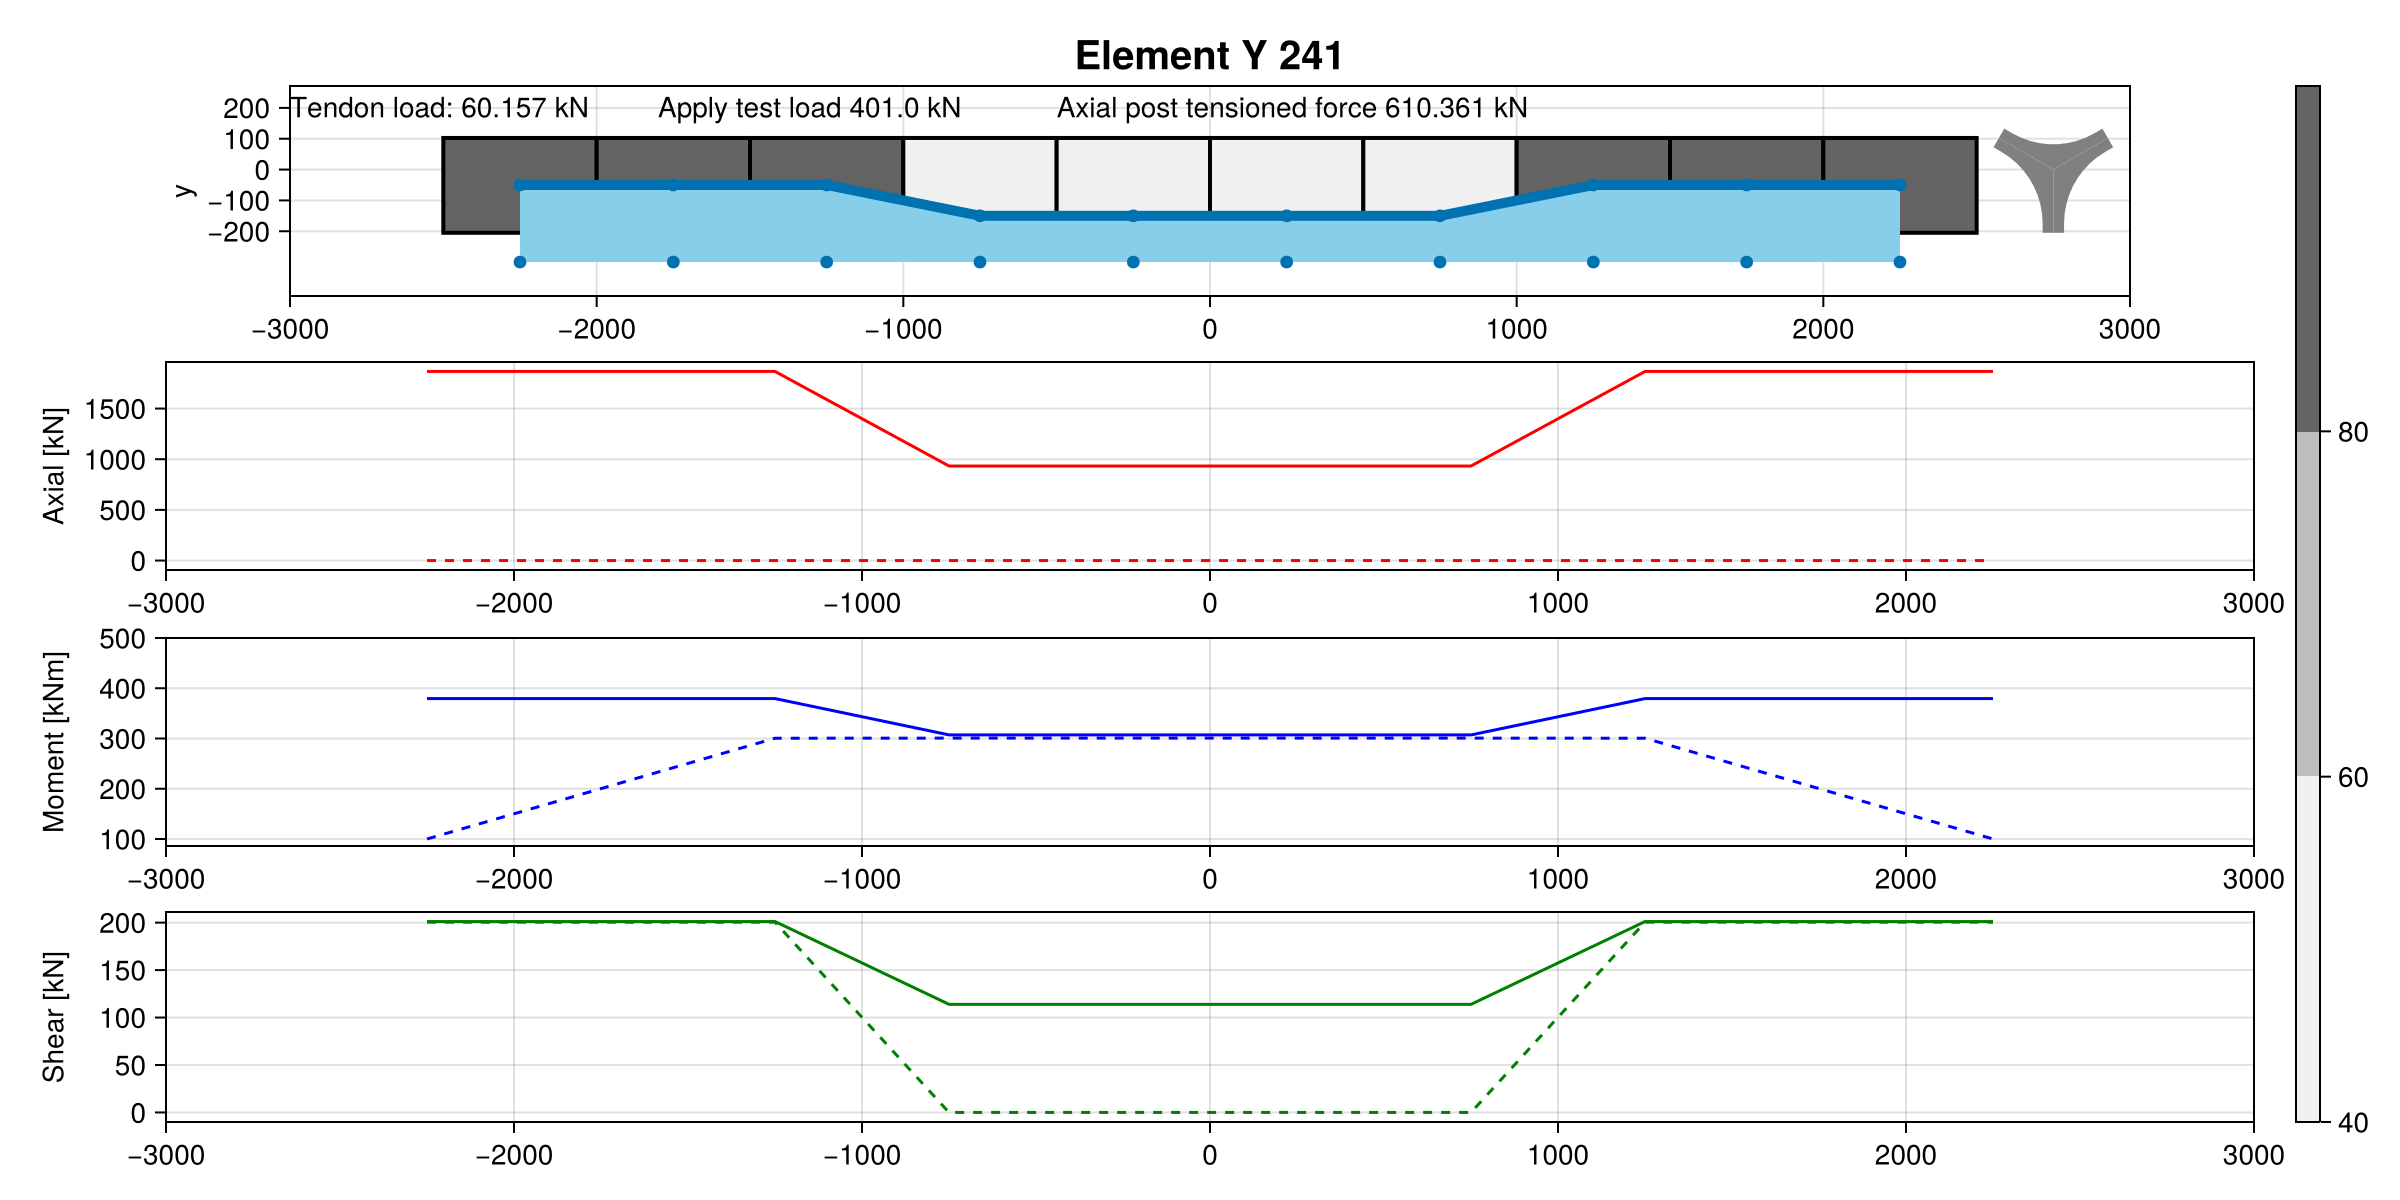 Element Y 241
Tendon load: 60.157 kN Apply test load 401.0 kN Axial post tensioned force 610.361 kN
200
100
0
−100
−200
y
−3000 −2000 −1000 0 1000 2000 3000
1500
1000
500
0
Axial [kN]
−3000 −2000 −1000 0 1000 2000 3000
500
400
300
200
100
Moment [kNm]
−3000 −2000 −1000 0 1000 2000 3000
200
150
100
50
0
Shear [kN]
−3000 −2000 −1000 0 1000 2000 3000
80
60
40